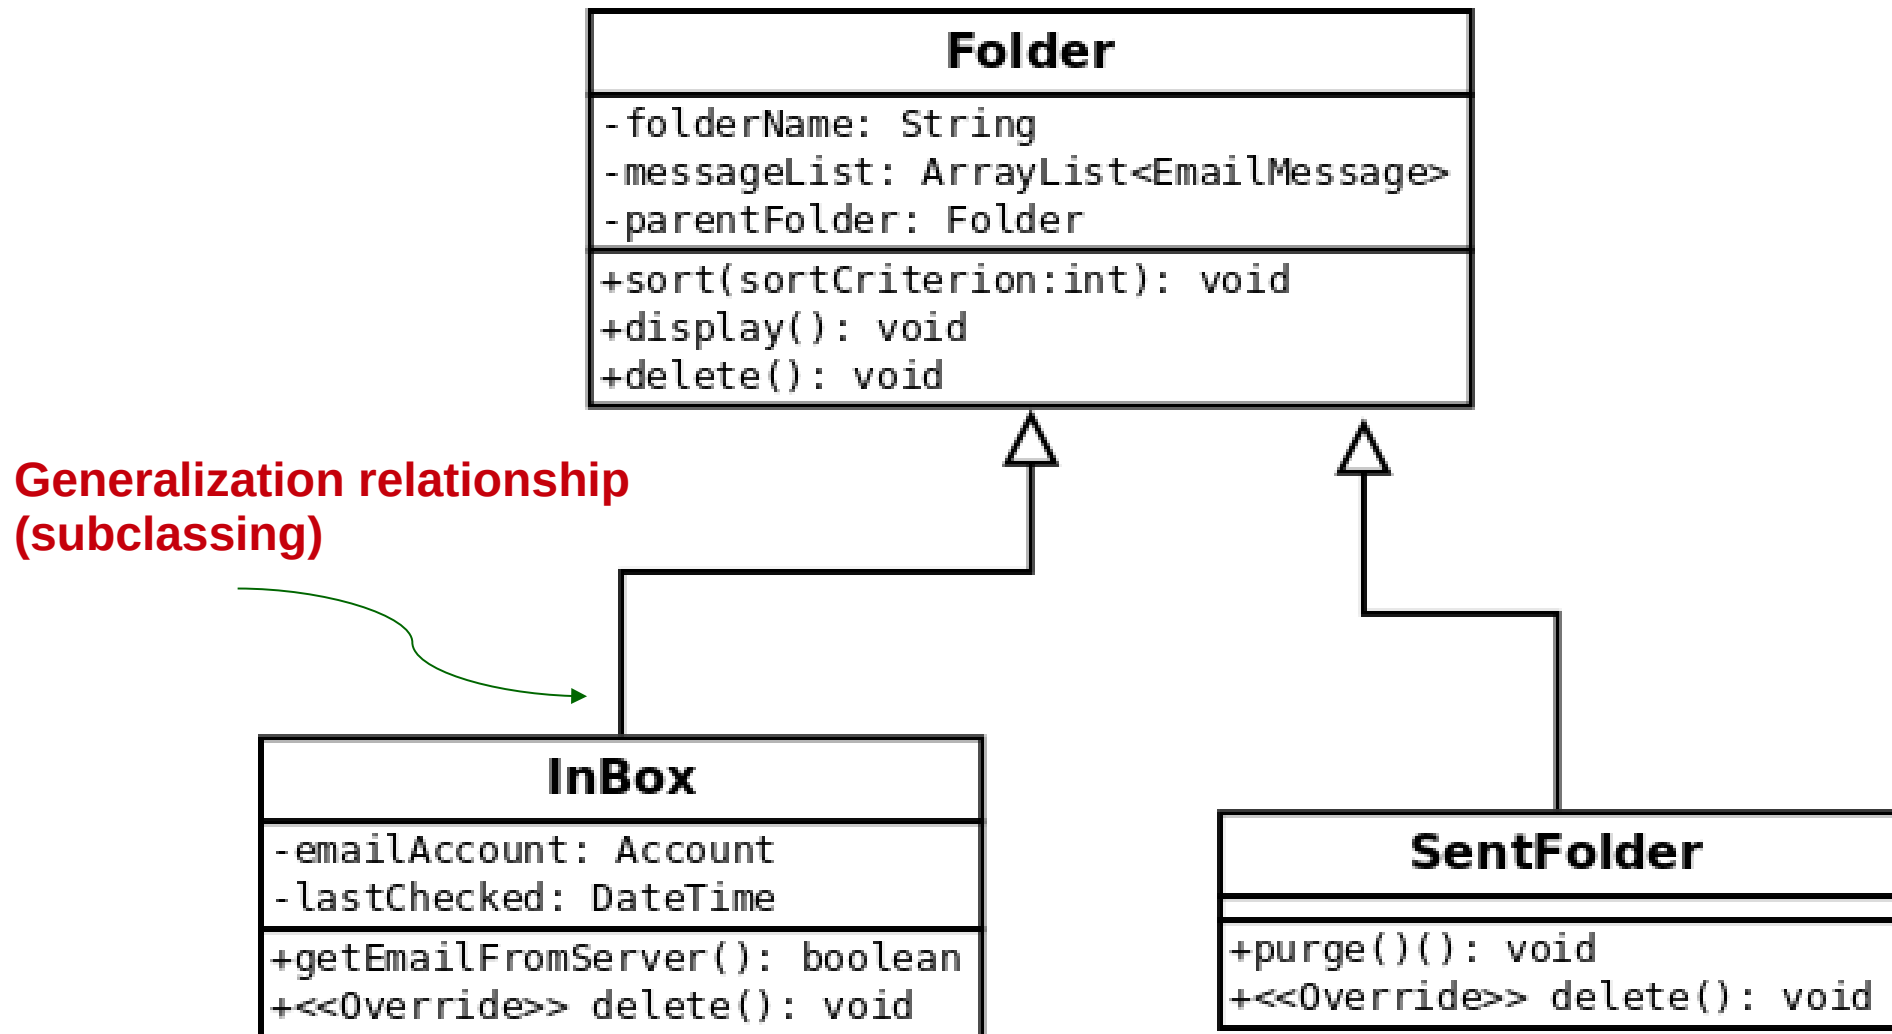 Folder
-folderName: String
-messageList: ArrayList<EmailMessage>
-parentFolder: Folder
+sort(sortCriterion:int): void
+display(): void
+delete(): void
Generalization relationship
(subclassing)
InBox
-emailAccount: Account
-lastChecked: DateTime
+getEmailFromServer(): boolean
+<<Override>> delete(): void
SentFolder
+purge()(): void
+<<Override>> delete(): void